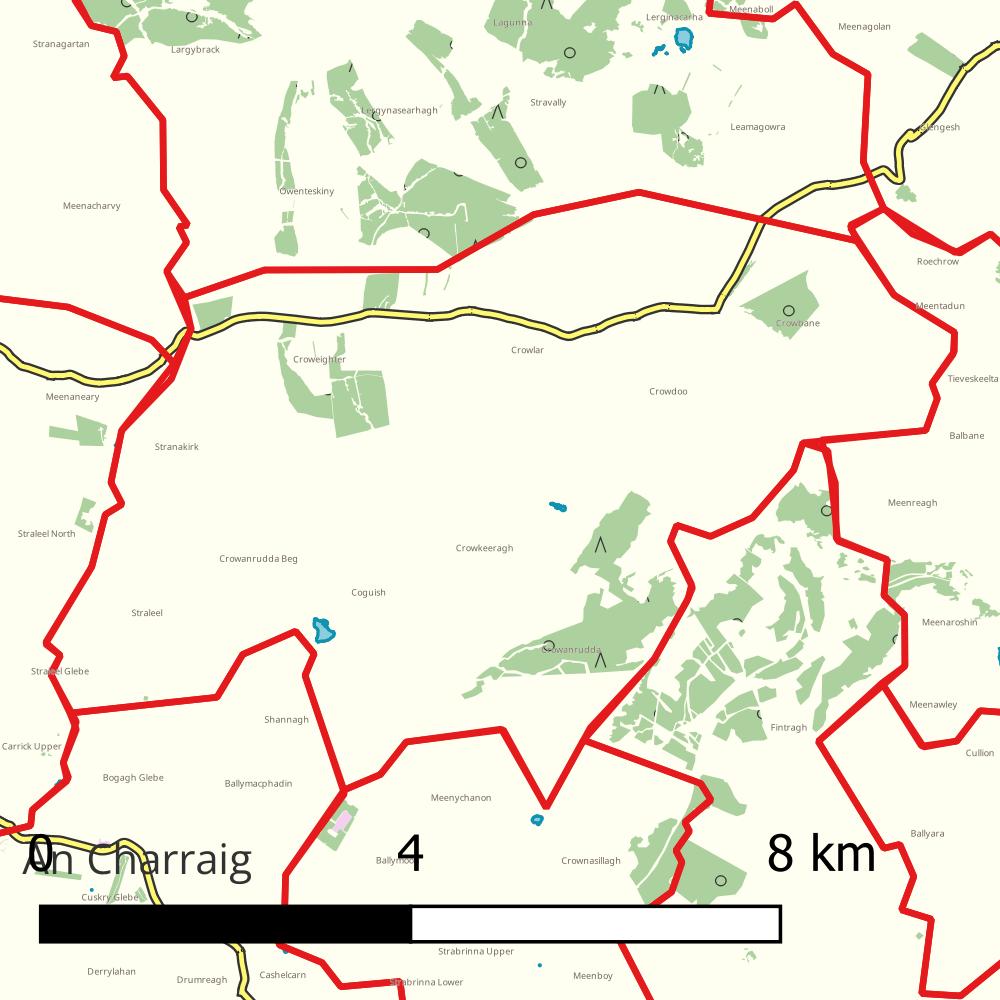 Meenaboll
Lerginacarha
Lagunna
Meenagolan
Stranagartan
Largybrack
Stravally
Lergynasearhagh
Leamagowra
Glengesh
Owenteskiny
Meenacharvy
Roechrow
Meentadun
Crowbane
Crowlar
Croweighter
Tieveskeelta
Crowdoo
Meenaneary
Balbane
Stranakirk
Meenreagh
Straleel North
Crowkeeragh
Crowanrudda Beg
Coguish
Straleel
Meenaroshin
Crowanrudda
Straleel Glebe
Meenawley
Shannagh
Fintragh
Carrick Upper
Cullion
Bogagh Glebe
Ballymacphadin
Meenychanon
Ballyara
0 4 8 km
An Charraig
Ballymoon
Crownasillagh
Cuskry Glebe
Strabrinna Upper
Derrylahan
Drumreagh
Cashelcarn
Meenboy
Strabrinna Lower